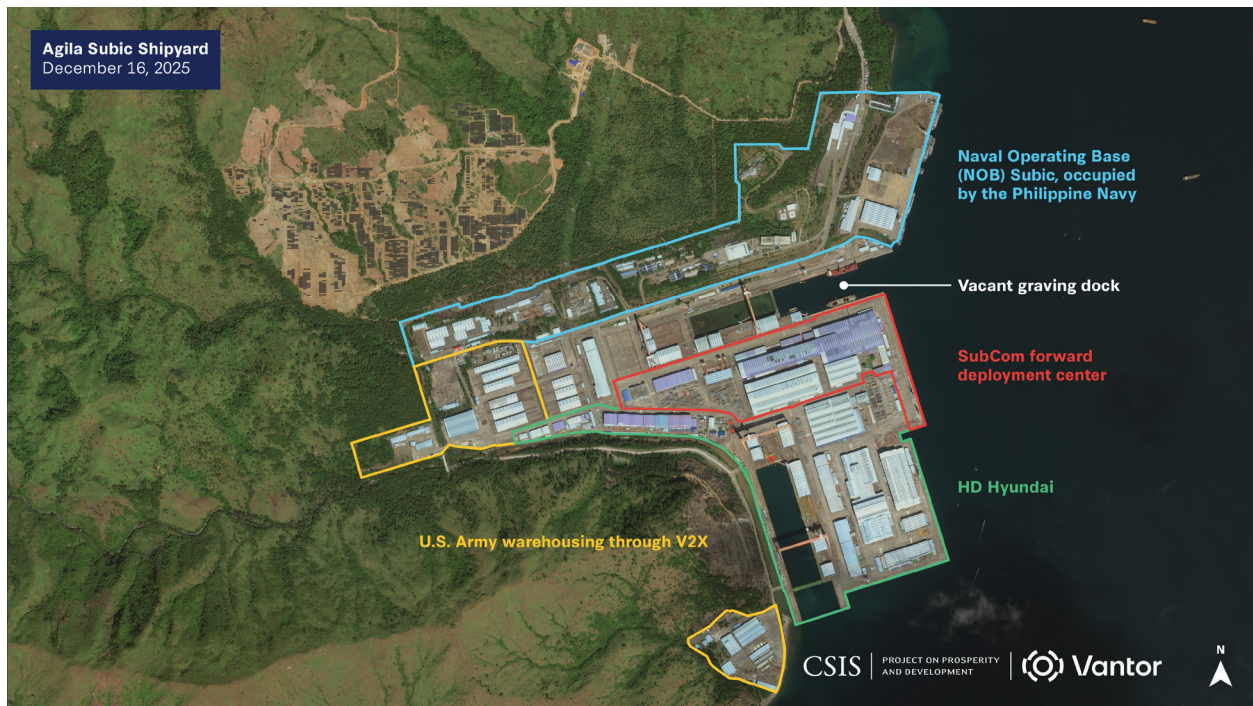 Agila Subic Shipyard
December 16, 2025
Naval Operating Base
(NOB) Subic, occupied
by the Philippine Navy
Vacant graving dock
SubCom forward
deployment center
HD Hyundai
U.S. Army warehousing through V2X
CSIS
PROJECT ON PROSPERITY
AND DEVELOPMENT
Vantor
N